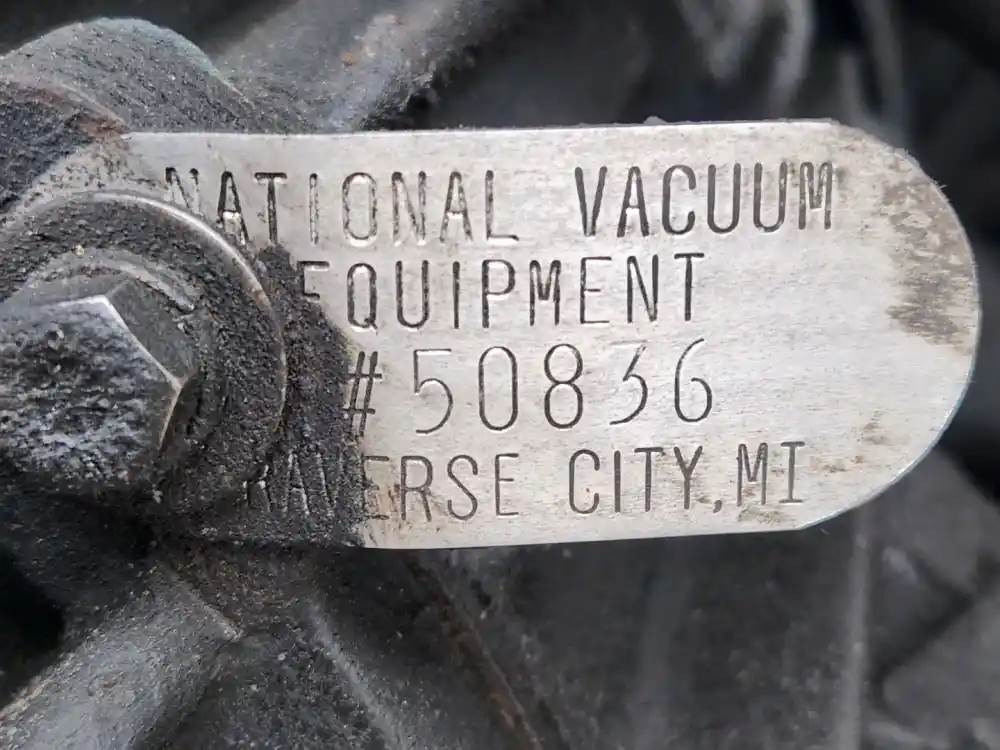 NATIONAL VACUUM
EQUIPMENT
#50836
TRAVERSE CITY, MI